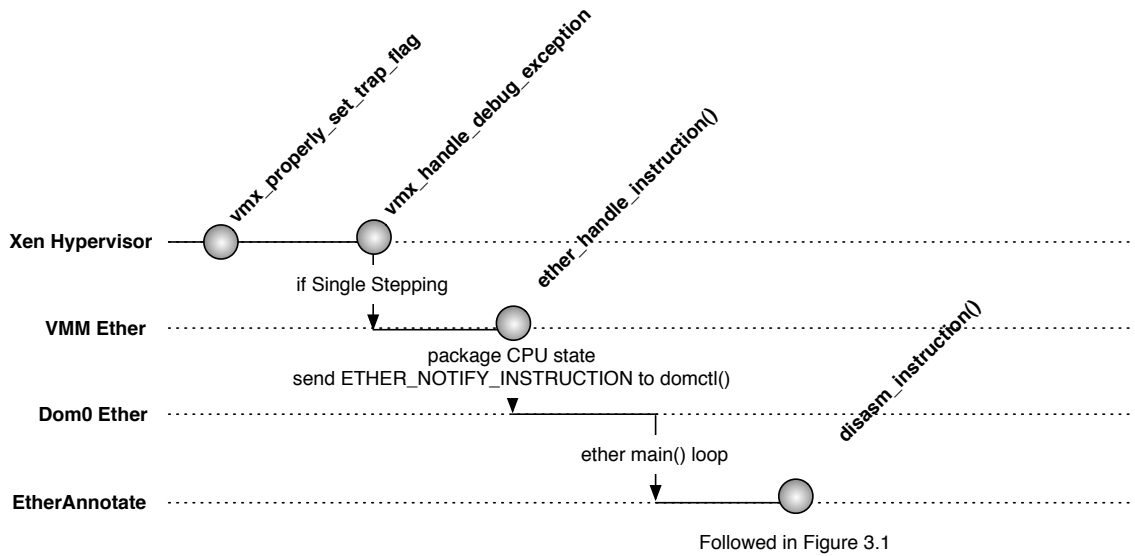 vmx_properly_set_trap_flag
vmx_handle_debug_exception
ether_handle_instruction()
disasm_instruction()
Xen Hypervisor
if Single Stepping
VMM Ether
package CPU state
send ETHER_NOTIFY_INSTRUCTION to domctl()
Dom0 Ether
ether main() loop
EtherAnnotate
Followed in Figure 3.1